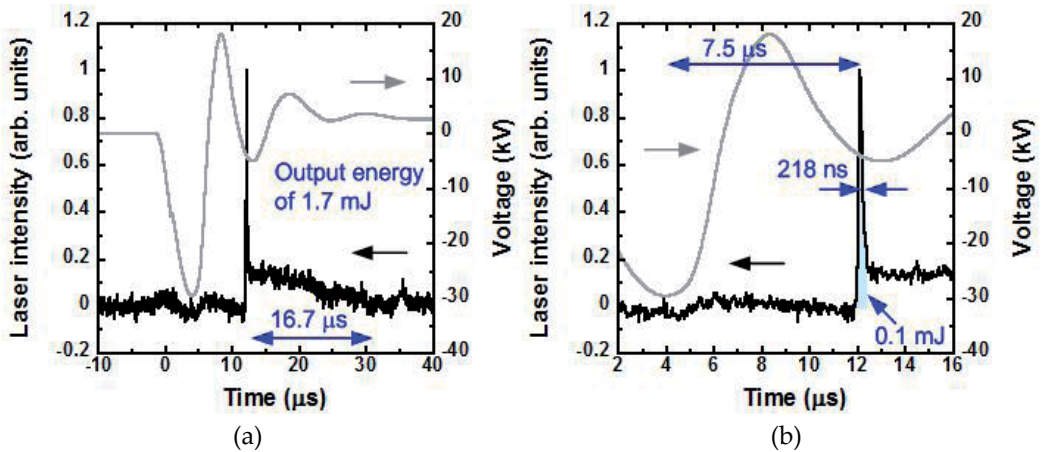 1.2
1
0.8
0.6
0.4
0.2
0
-0.2
Laser intensity (arb. units)
20
10
0
-10
-20
-30
-40
Voltage (kV)
Output energy
of 1.7 mJ
16.7 μs
-10 0 10 20 30 40
Time (μs)
(a)
1.2
1
0.8
0.6
0.4
0.2
0
-0.2
Laser intensity (arb. units)
20
10
0
-10
-20
-30
-40
Voltage (kV)
7.5 μs
218 ns
0.1 mJ
2 4 6 8 10 12 14 16
Time (μs)
(b)